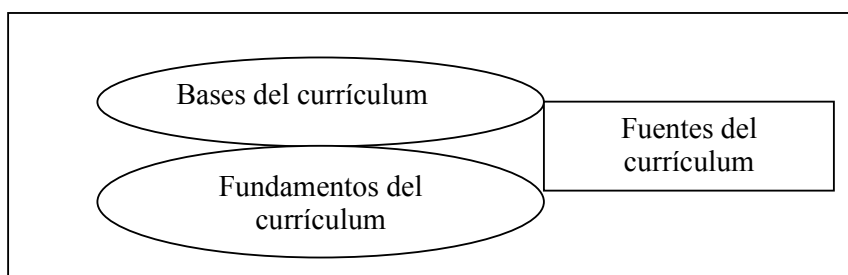 Bases del currículum
Fundamentos del
currículum
Fuentes del
currículum